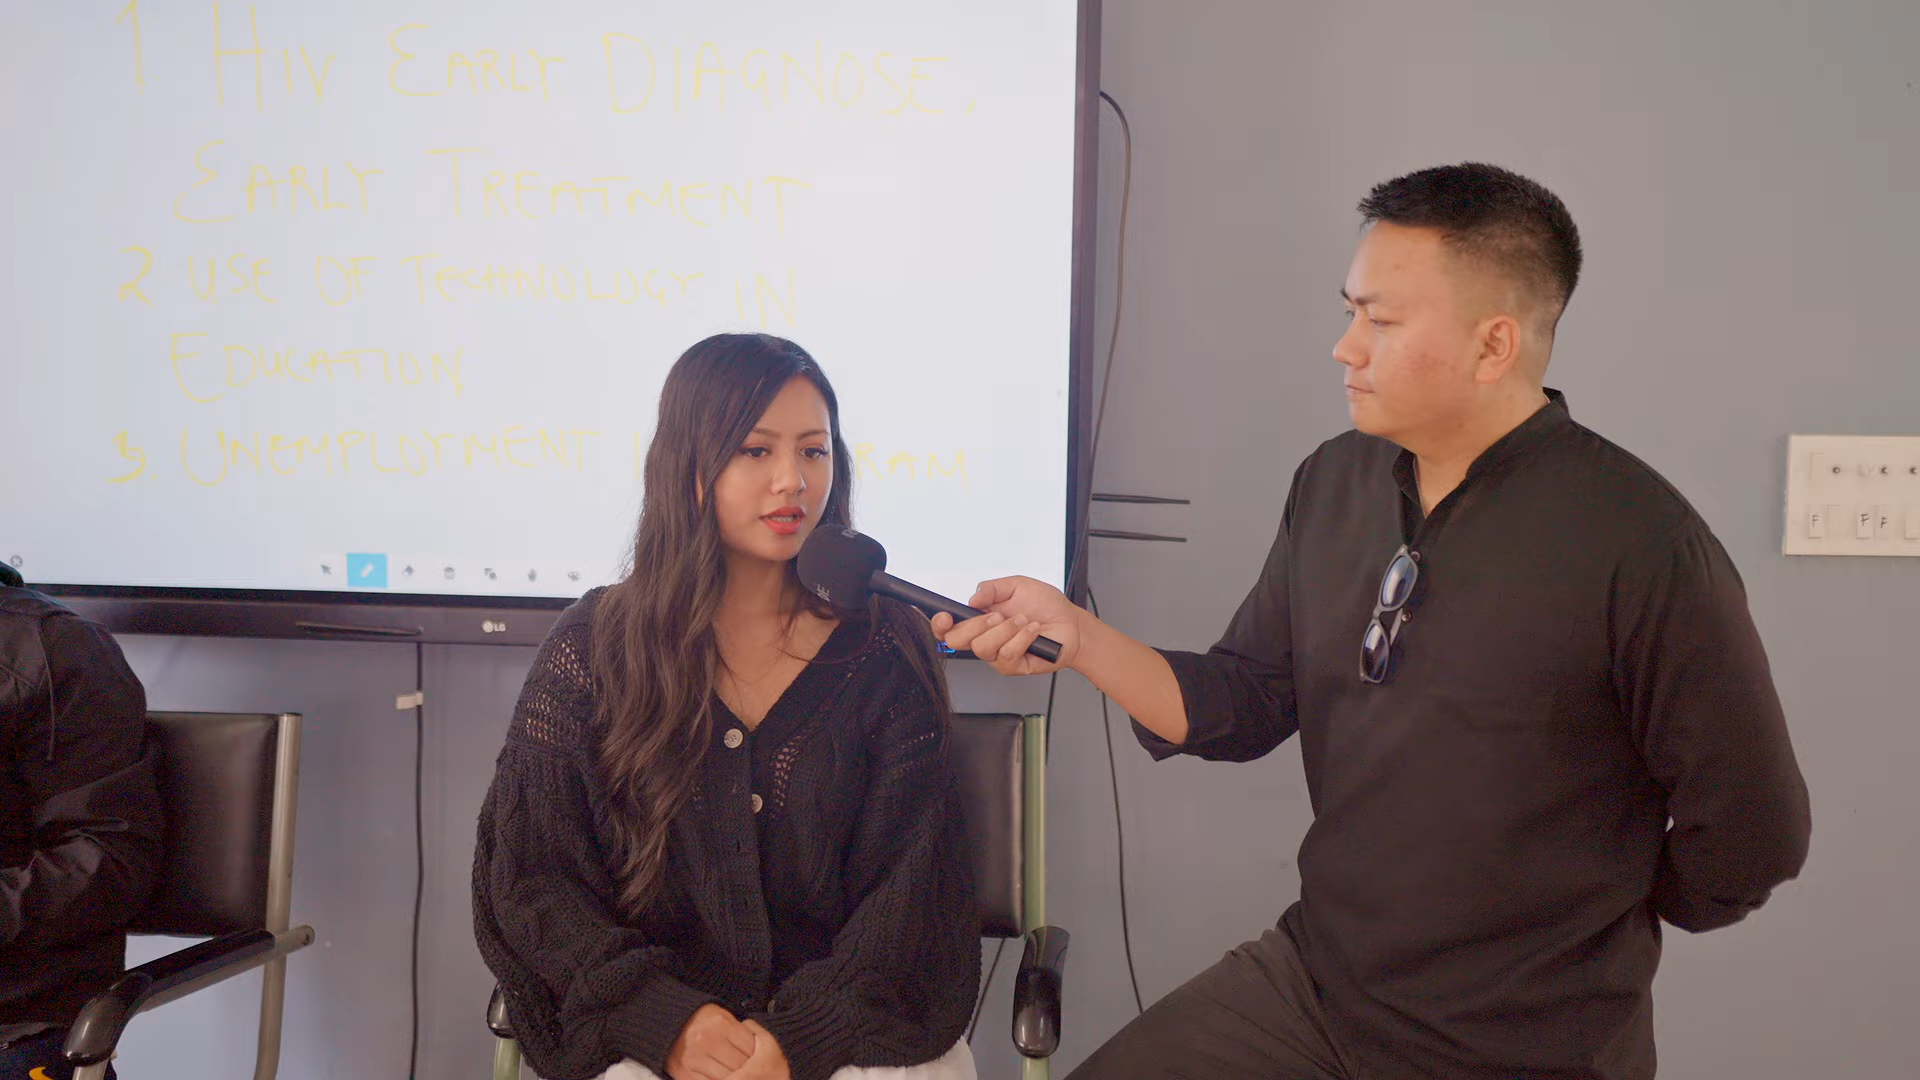 1. HIV EARLY DIAGNOSE,
EARLY TREATMENT
2 USE OF TECHNOLOGY IN
EDUCATION
3. UNEMPLOYMENT
LG
F F F